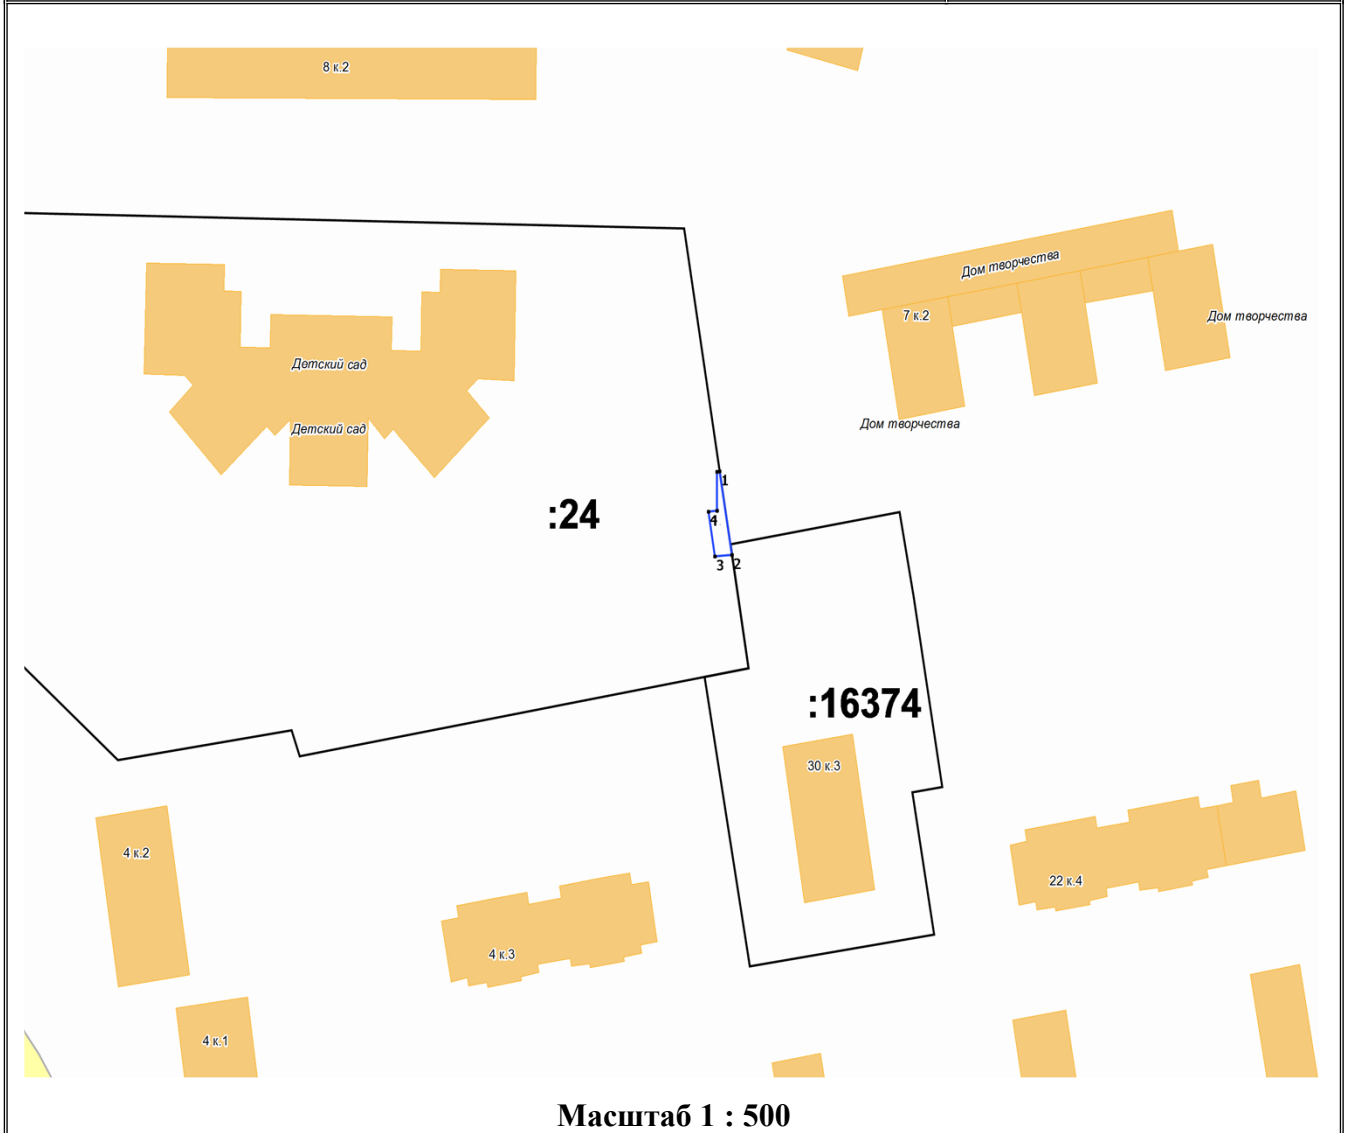 8 к.2
Дом творчества
7 к.2
Дом творчества
Детский сад
Дом творчества
Детский сад
1
:24
4
3
2
:16374
30 к.3
4 к.2
22 к.4
4 к.3
4 к.1
Масштаб 1 : 500